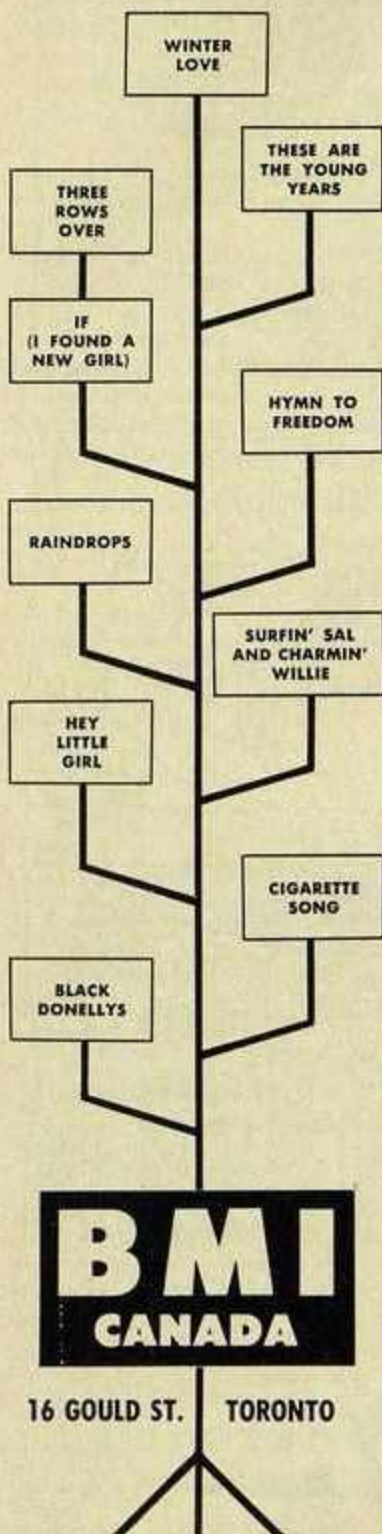 WINTER
LOVE
THESE ARE
THE YOUNG
YEARS
THREE
ROWS
OVER
IF
(I FOUND A
NEW GIRL)
HYMN TO
FREEDOM
RAINDROPS
SURFIN' SAL
AND CHARMIN'
WILLIE
HEY
LITTLE
GIRL
CIGARETTE
SONG
BLACK
DONELLYS
BMI
CANADA
16 GOULD ST. TORONTO